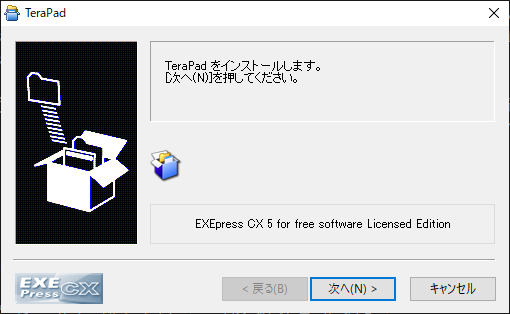 TeraPad
TeraPad をインストールします。
[次へ(N)]を押してください。
EXEpress CX 5 for free software Licensed Edition
EXE
Press CX
< 戻る(B)
次へ(N) >
キャンセル